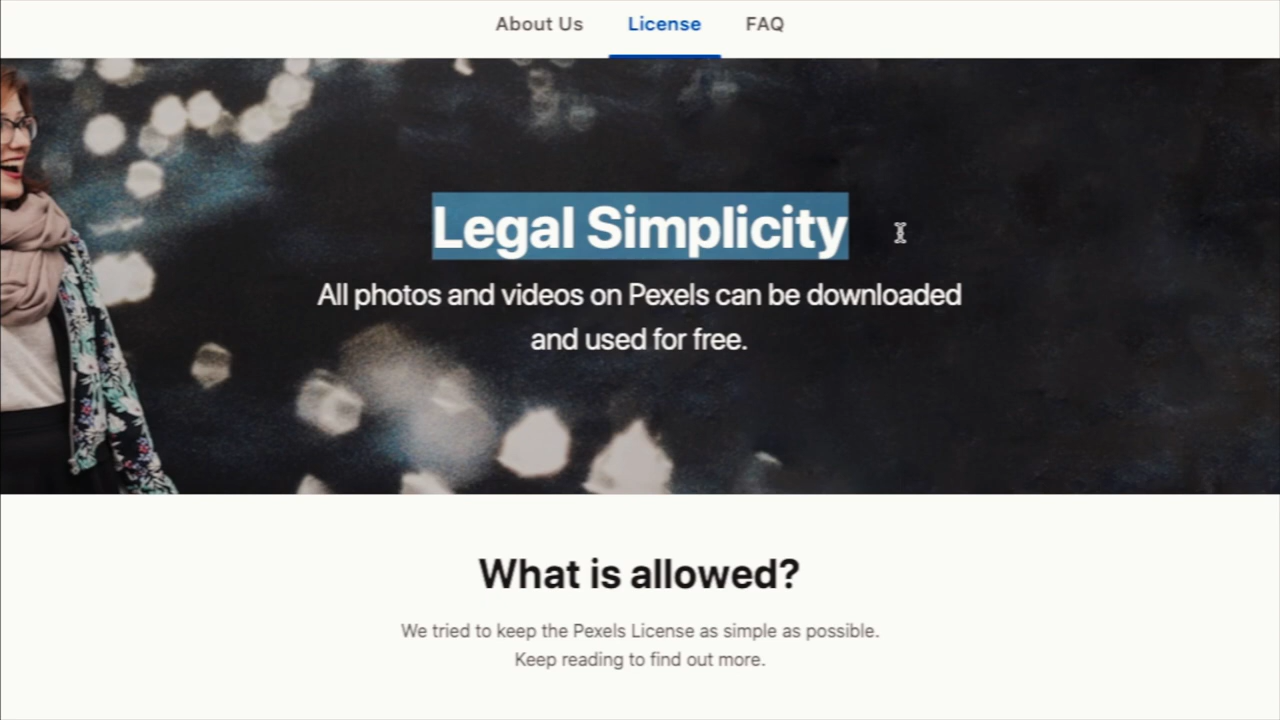 About Us License FAQ
Legal Simplicity
All photos and videos on Pexels can be downloaded
and used for free.
What is allowed?
We tried to keep the Pexels License as simple as possible.
Keep reading to find out more.